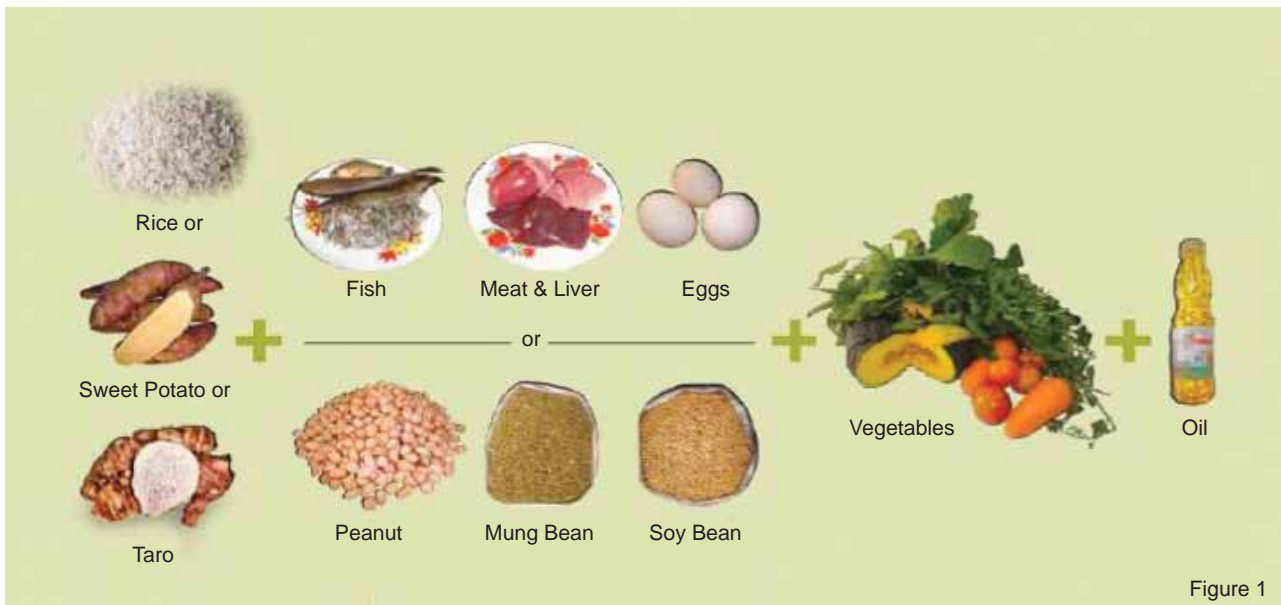 Rice or
Sweet Potato or
Taro
Fish
Meat & Liver
Eggs
or
Peanut
Mung Bean
Soy Bean
Vegetables
Oil
Figure 1